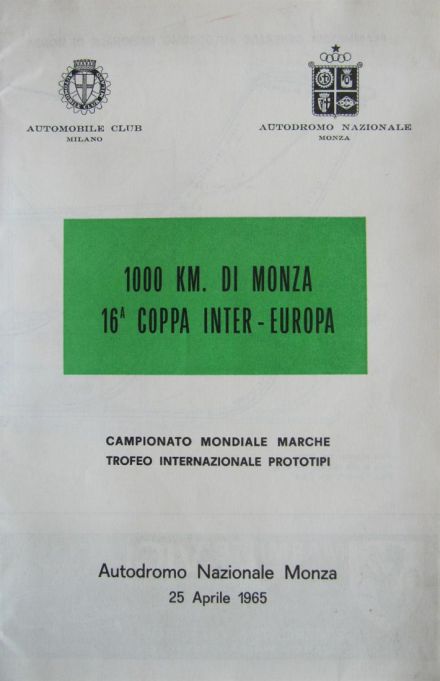 AUTOMOBILE CLUB
MILANO
AUTODROMO NAZIONALE
MONZA
1000 KM. DI MONZA
16ᴬ COPPA INTER-EUROPA
CAMPIONATO MONDIALE MARCHE
TROFEO INTERNAZIONALE PROTOTIPI
Autodromo Nazionale Monza
25 Aprile 1965